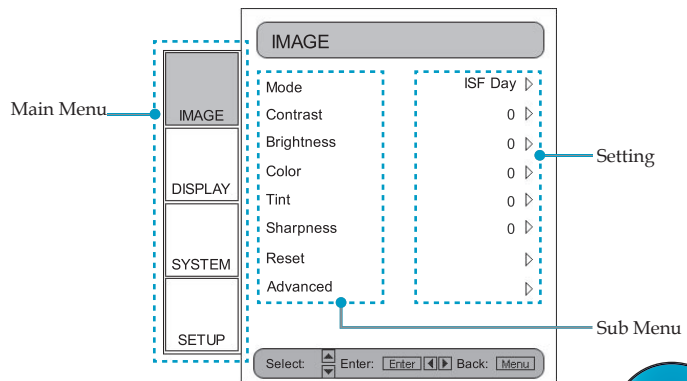 IMAGE
Main Menu
IMAGE
DISPLAY
SYSTEM
SETUP
Mode ISF Day
Contrast 0
Brightness 0
Color 0
Tint 0
Sharpness 0
Reset
Advanced
Setting
Sub Menu
Select: Enter: Enter Back: Menu